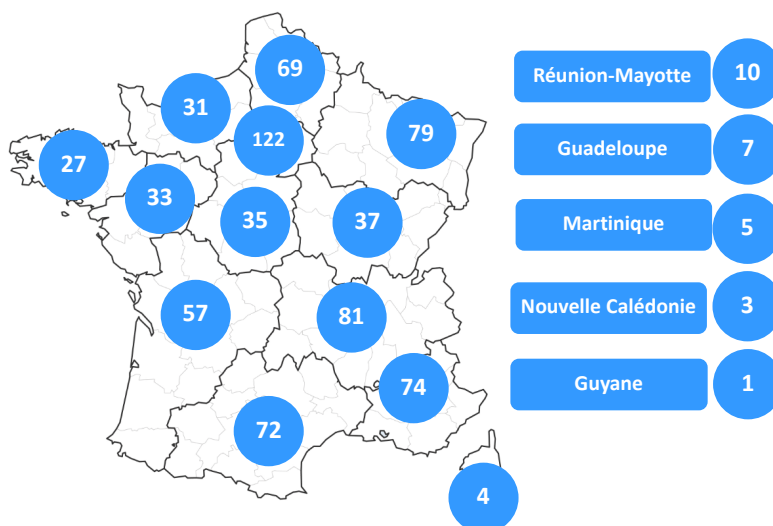 69
31
122
79
27
33
35
37
57
81
74
72
4
Réunion-Mayotte 10
Guadeloupe 7
Martinique 5
Nouvelle Calédonie 3
Guyane 1